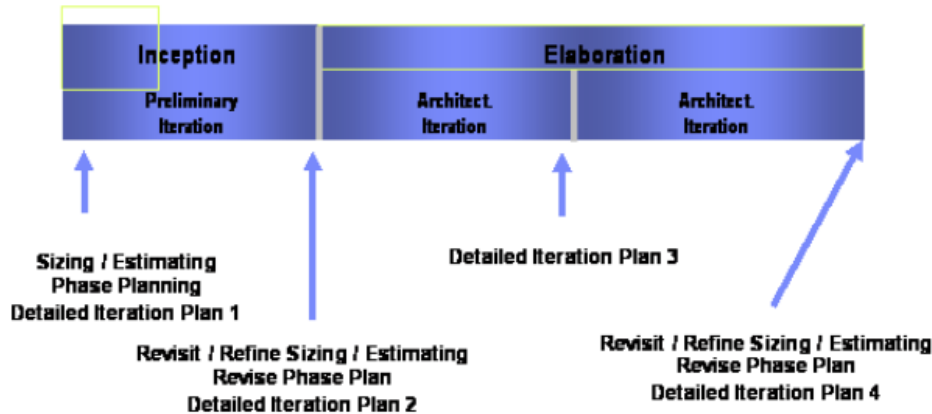 Inception
Elaboration
Preliminary
Iteration
Architect.
Iteration
Architect.
Iteration
Sizing / Estimating
Phase Planning
Detailed Iteration Plan 1
Revisit / Refine Sizing / Estimating
Revise Phase Plan
Detailed Iteration Plan 2
Detailed Iteration Plan 3
Revisit / Refine Sizing / Estimating
Revise Phase Plan
Detailed Iteration Plan 4